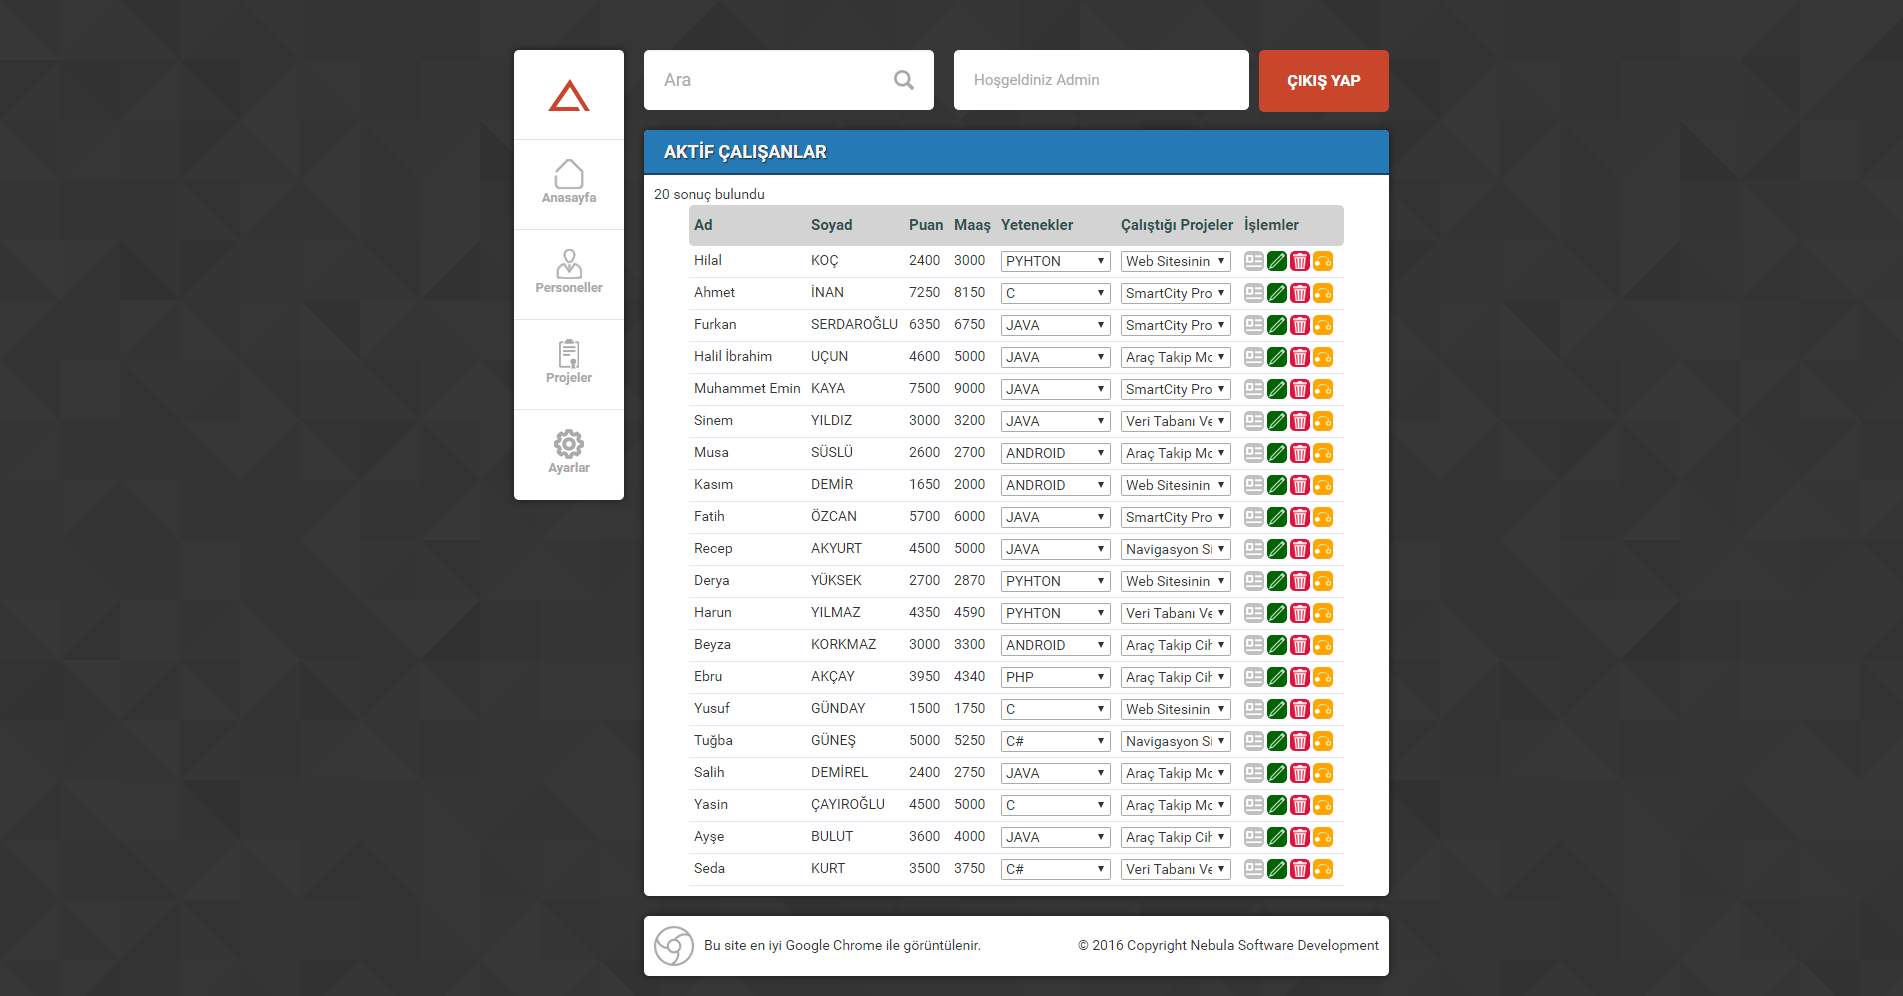 Ara
Hoşgeldiniz Admin
ÇIKIŞ YAP
Anasayfa
Personeller
Projeler
Ayarlar
AKTİF ÇALIŞANLAR
20 sonuç bulundu
Ad Soyad Puan Maaş Yetenekler Çalıştığı Projeler İşlemler
Hilal KOÇ 2400 3000 PYHTON Web Sitesinin
Ahmet İNAN 7250 8150 C SmartCity Pro
Furkan SERDAROĞLU 6350 6750 JAVA SmartCity Pro
Halil İbrahim UÇUN 4600 5000 JAVA Araç Takip Mo
Muhammet Emin KAYA 7500 9000 JAVA SmartCity Pro
Sinem YILDIZ 3000 3200 JAVA Veri Tabanı Ve
Musa SÜSLÜ 2600 2700 ANDROID Araç Takip Mo
Kasım DEMİR 1650 2000 ANDROID Web Sitesinin
Fatih ÖZCAN 5700 6000 JAVA SmartCity Pro
Recep AKYURT 4500 5000 JAVA Navigasyon Si
Derya YÜKSEK 2700 2870 PYHTON Web Sitesinin
Harun YILMAZ 4350 4590 PYHTON Veri Tabanı Ve
Beyza KORKMAZ 3000 3300 ANDROID Araç Takip Cih
Ebru AKÇAY 3950 4340 PHP Araç Takip Cih
Yusuf GÜNDAY 1500 1750 C Web Sitesinin
Tuğba GÜNEŞ 5000 5250 C# Navigasyon Si
Salih DEMİREL 2400 2750 JAVA Araç Takip Mo
Yasin ÇAYIROĞLU 4500 5000 C Araç Takip Mo
Ayşe BULUT 3600 4000 JAVA Araç Takip Cih
Seda KURT 3500 3750 C# Veri Tabanı Ve
Bu site en iyi Google Chrome ile görüntülenir.
© 2016 Copyright Nebula Software Development